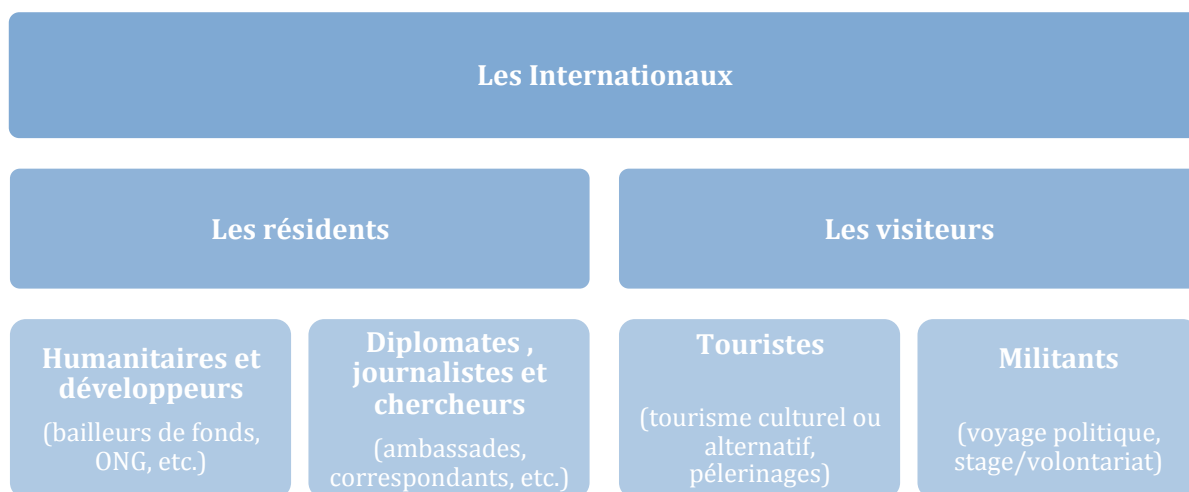 Les Internationaux
Les résidents
Les visiteurs
Humanitaires et
développeurs
(bailleurs de fonds,
ONG, etc.)
Diplomates ,
journalistes et
chercheurs
(ambassades,
correspondants, etc.)
Touristes
(tourisme culturel ou
alternatif,
pélerinages)
Militants
(voyage politique,
stage/volontariat)